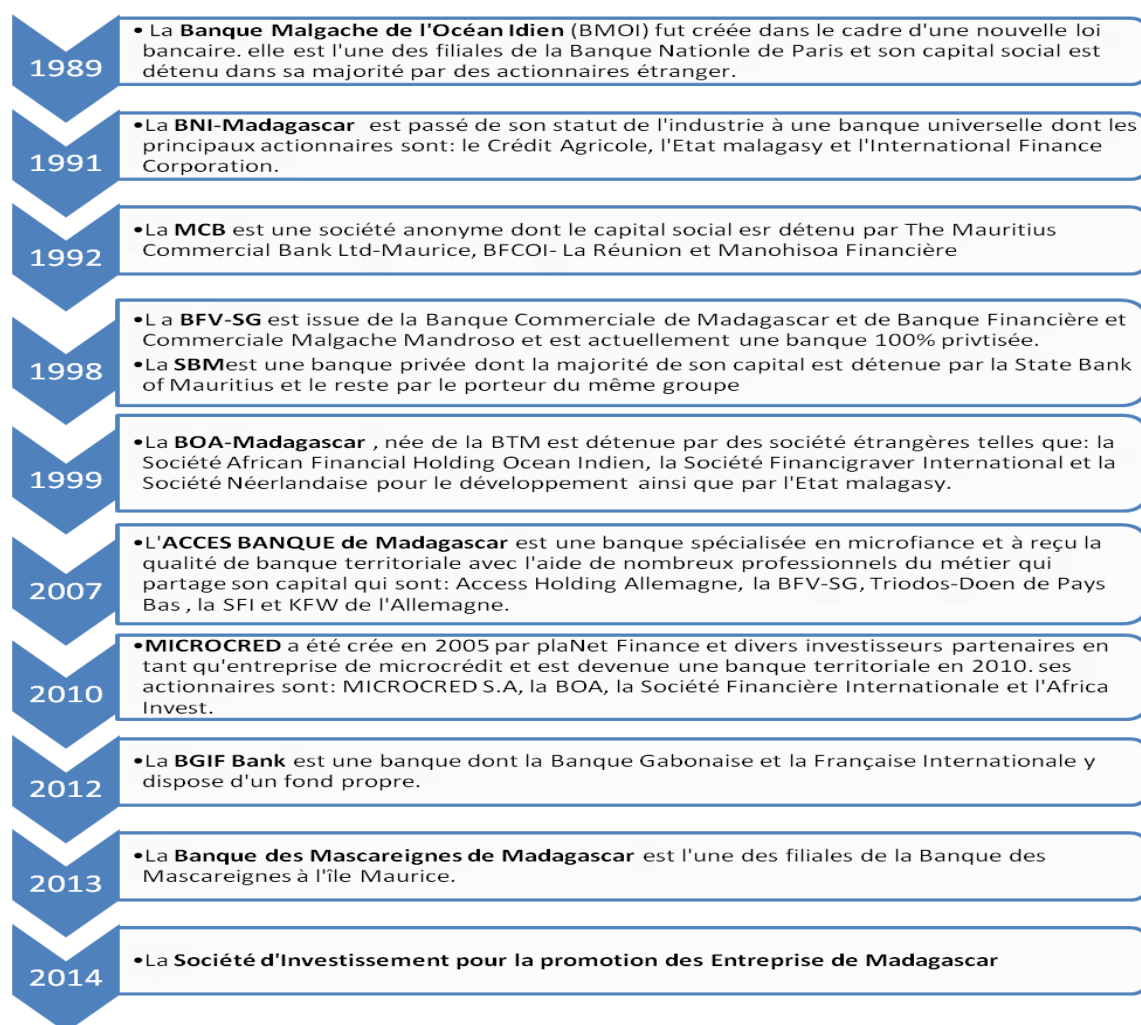 1989
• La Banque Malgache de l'Océan Idien (BMOI) fut créée dans le cadre d'une nouvelle loi
bancaire. elle est l'une des filiales de la Banque Nationle de Paris et son capital social est
détenu dans sa majorité par des actionnaires étranger.
1991
•La BNI-Madagascar est passé de son statut de l'industrie à une banque universelle dont les
principaux actionnaires sont: le Crédit Agricole, l'Etat malagasy et l'International Finance
Corporation.
1992
•La MCB est une société anonyme dont le capital social esr détenu par The Mauritius
Commercial Bank Ltd-Maurice, BFCOI- La Réunion et Manohisoa Financière
1998
•L a BFV-SG est issue de la Banque Commerciale de Madagascar et de Banque Financière et
Commerciale Malgache Mandroso et est actuellement une banque 100% privtisée.
•La SBMest une banque privée dont la majorité de son capital est détenue par la State Bank
of Mauritius et le reste par le porteur du même groupe
1999
•La BOA-Madagascar , née de la BTM est détenue par des société étrangères telles que: la
Société African Financial Holding Ocean Indien, la Société Financigraver International et la
Société Néerlandaise pour le développement ainsi que par l'Etat malagasy.
2007
•L'ACCES BANQUE de Madagascar est une banque spécialisée en microfiance et à reçu la
qualité de banque territoriale avec l'aide de nombreux professionnels du métier qui
partage son capital qui sont: Access Holding Allemagne, la BFV-SG, Triodos-Doen de Pays
Bas , la SFI et KFW de l'Allemagne.
2010
•MICROCRED a été crée en 2005 par plaNet Finance et divers investisseurs partenaires en
tant qu'entreprise de microcrédit et est devenue une banque territoriale en 2010. ses
actionnaires sont: MICROCRED S.A, la BOA, la Société Financière Internationale et l'Africa
Invest.
2012
•La BGIF Bank est une banque dont la Banque Gabonaise et la Française Internationale y
dispose d'un fond propre.
2013
•La Banque des Mascareignes de Madagascar est l'une des filiales de la Banque des
Mascareignes à l'île Maurice.
2014
•La Société d'Investissement pour la promotion des Entreprise de Madagascar